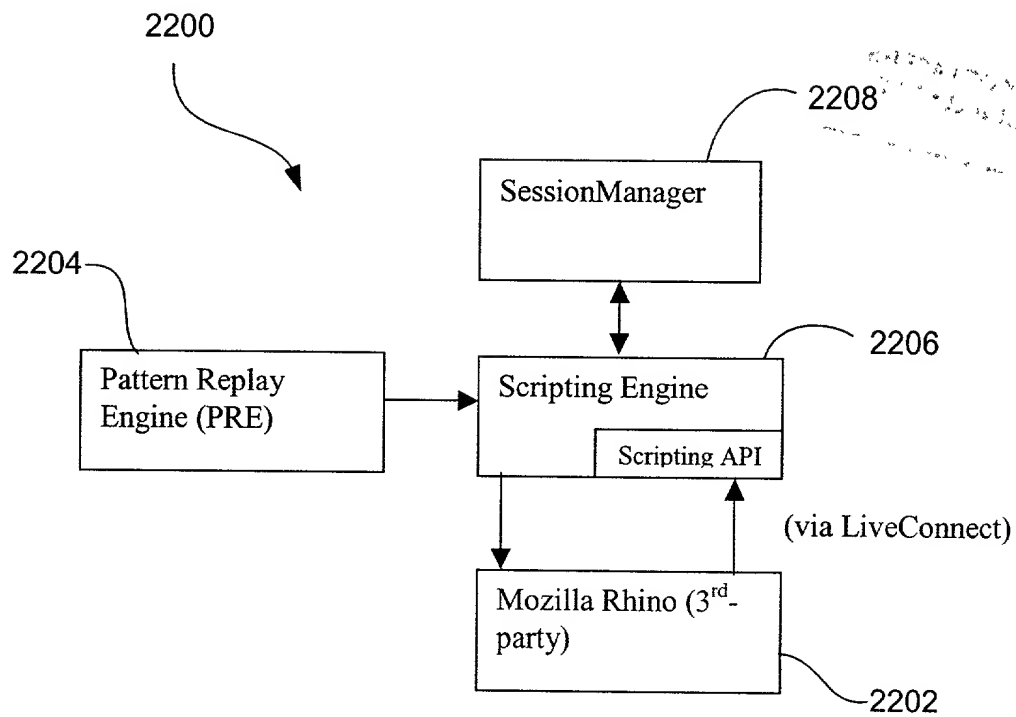 2200
2208
SessionManager
2204
2206
Pattern Replay
Engine (PRE)
Scripting Engine
Scripting API
(via LiveConnect)
Mozilla Rhino (3rd-
party)
2202